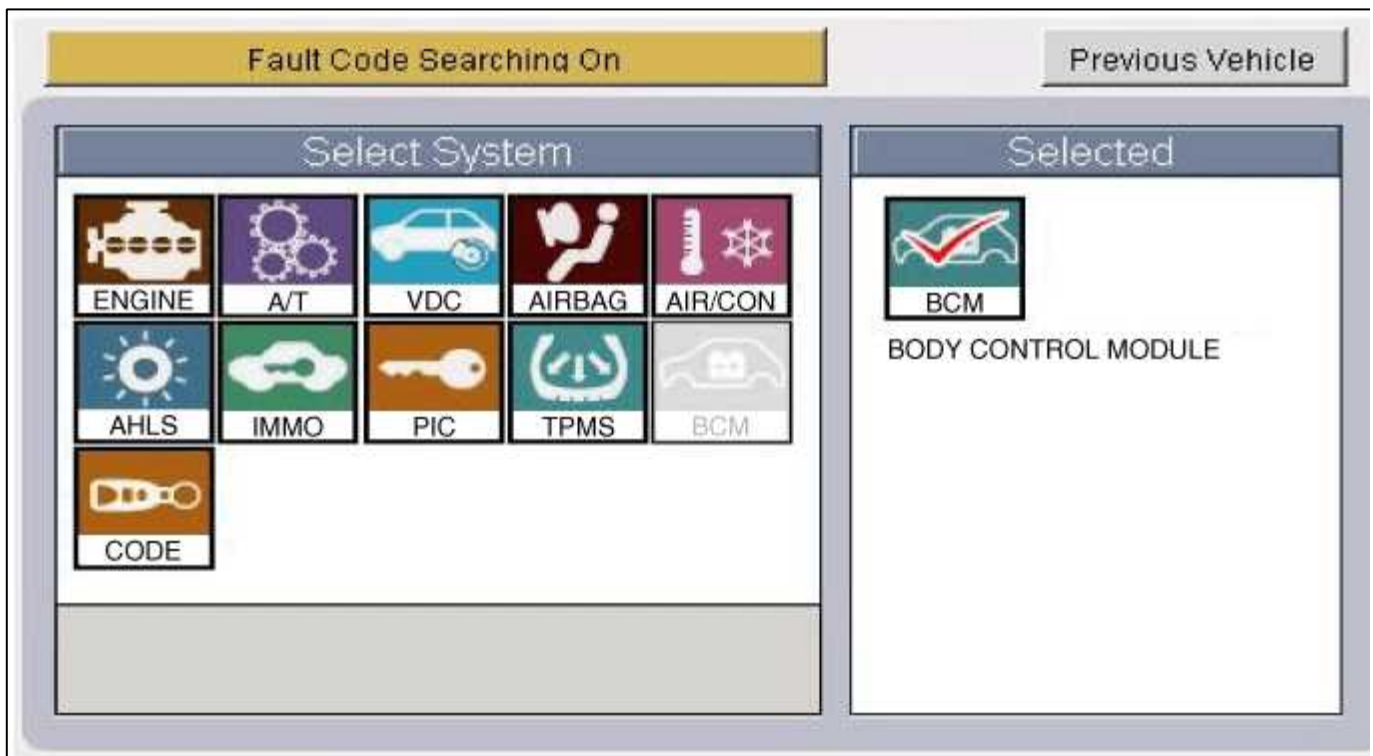 Fault Code Searching On
Previous Vehicle
Select System
ENGINE A/T VDC AIRBAG AIR/CON
AHLS IMMO PIC TPMS BCM
CODE
Selected
BCM
BODY CONTROL MODULE